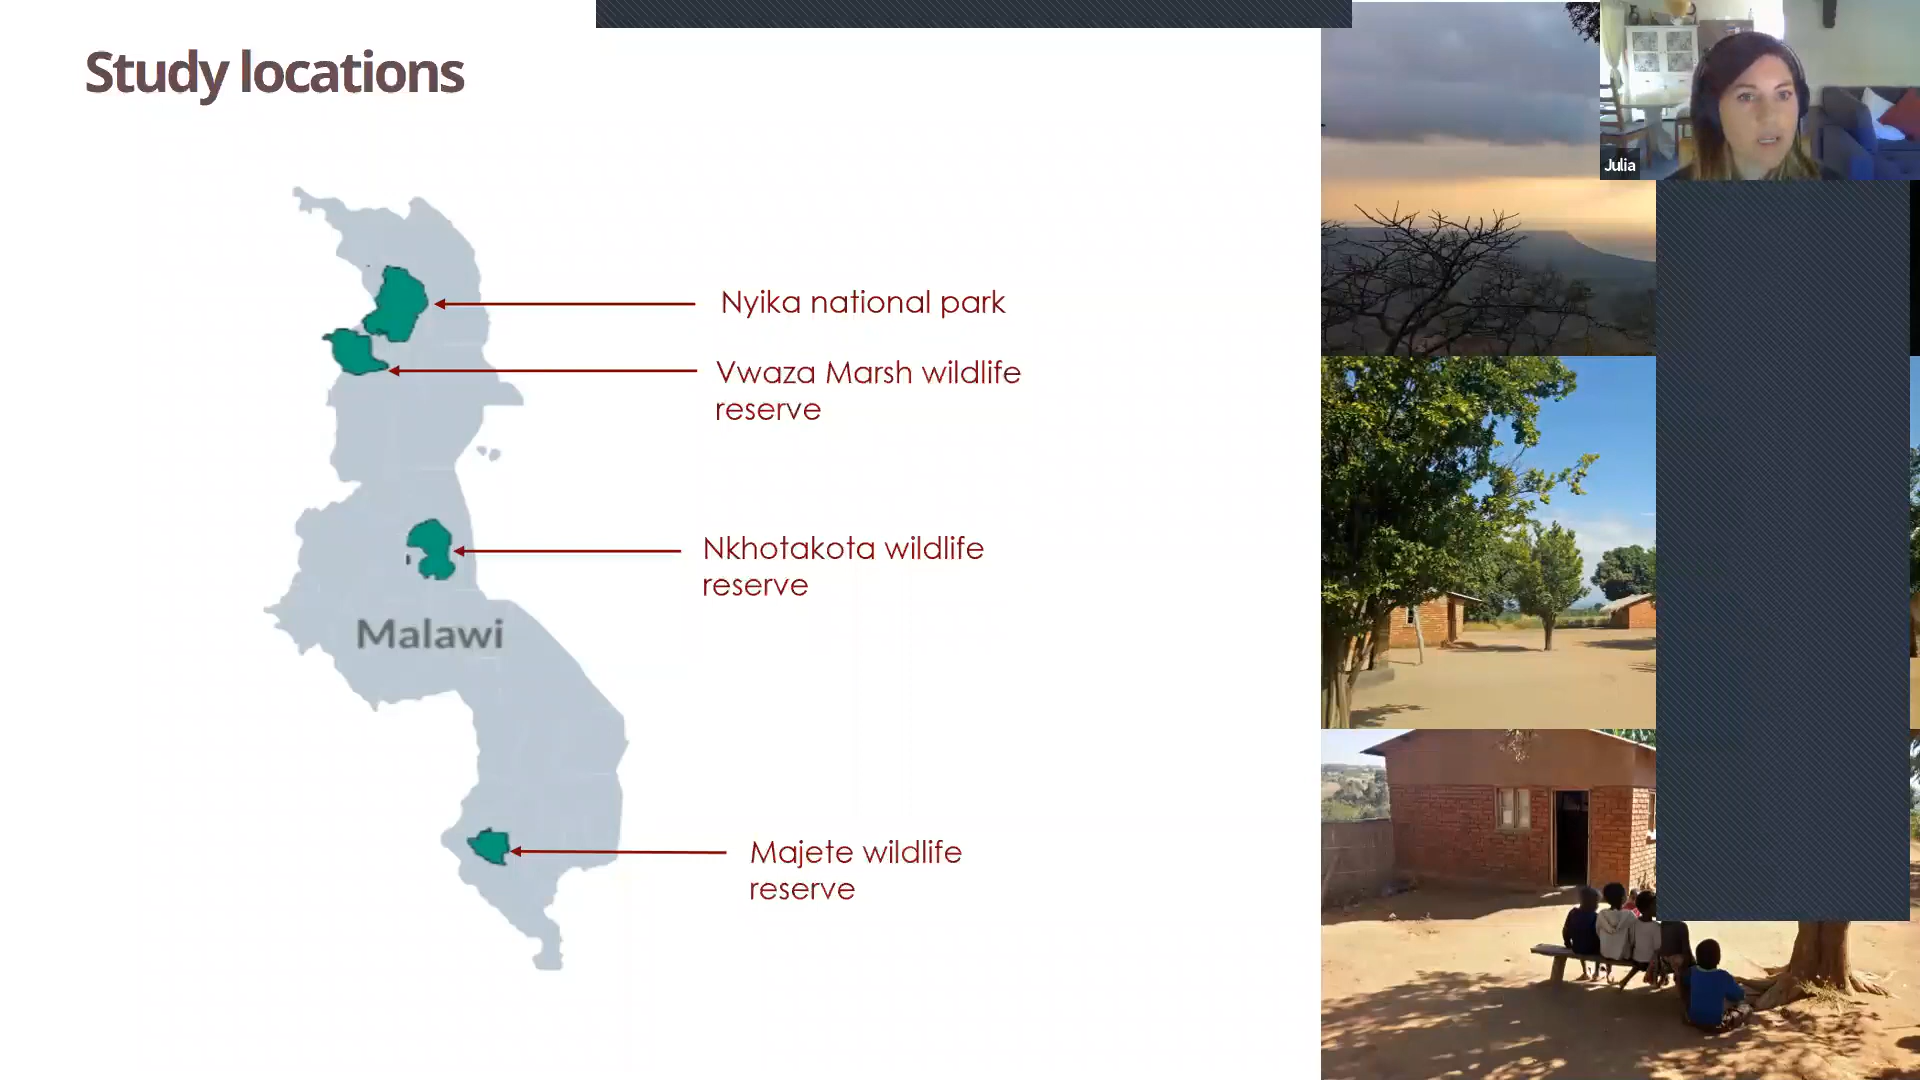 Study locations
Julia
Nyika national park
Vwaza Marsh wildlife
reserve
Nkhotakota wildlife
reserve
Malawi
Majete wildlife
reserve